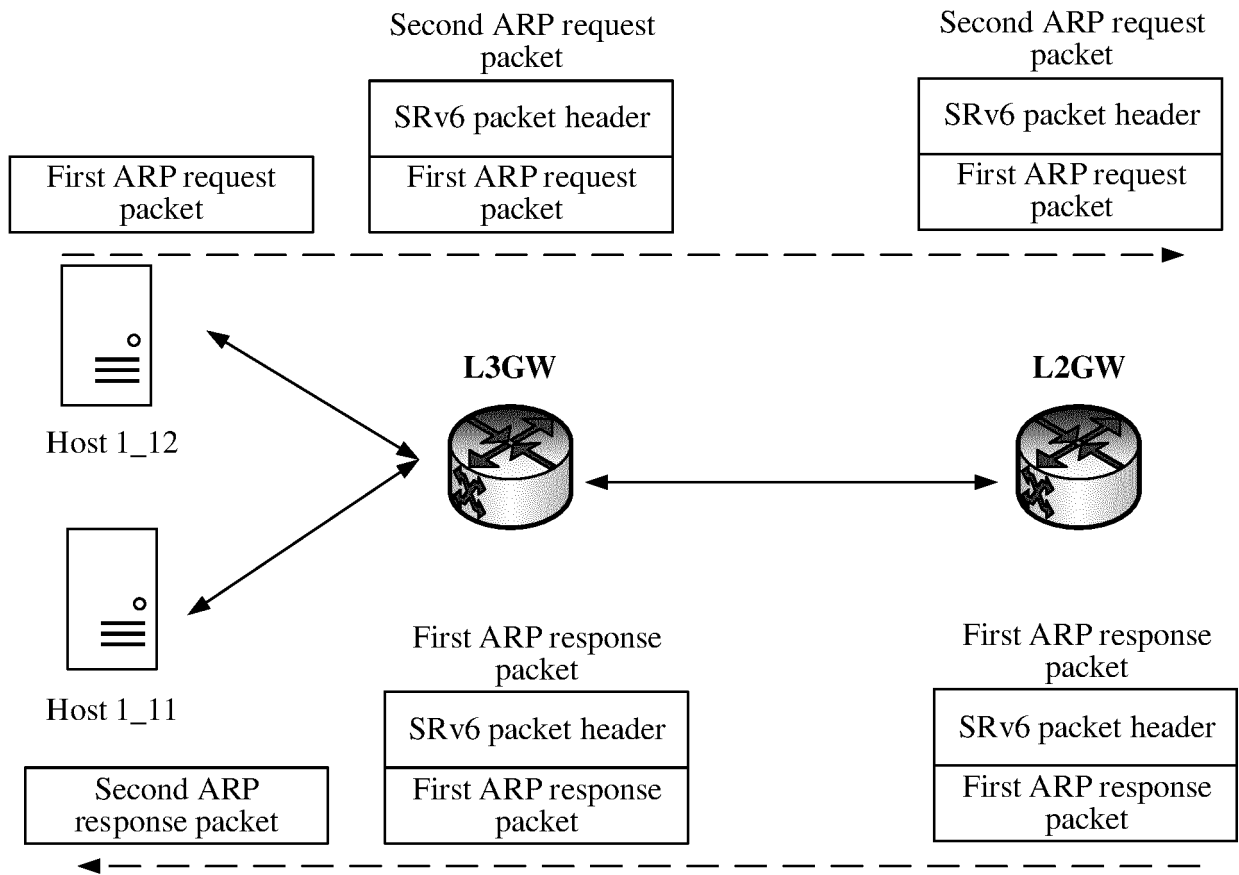 Second ARP request
packet
Second ARP request
packet
SRv6 packet header
SRv6 packet header
First ARP request
packet
First ARP request
packet
First ARP request
packet
L3GW
L2GW
Host 1_12
First ARP response
packet
First ARP response
packet
Host 1_11
SRv6 packet header
SRv6 packet header
Second ARP
response packet
First ARP response
packet
First ARP response
packet